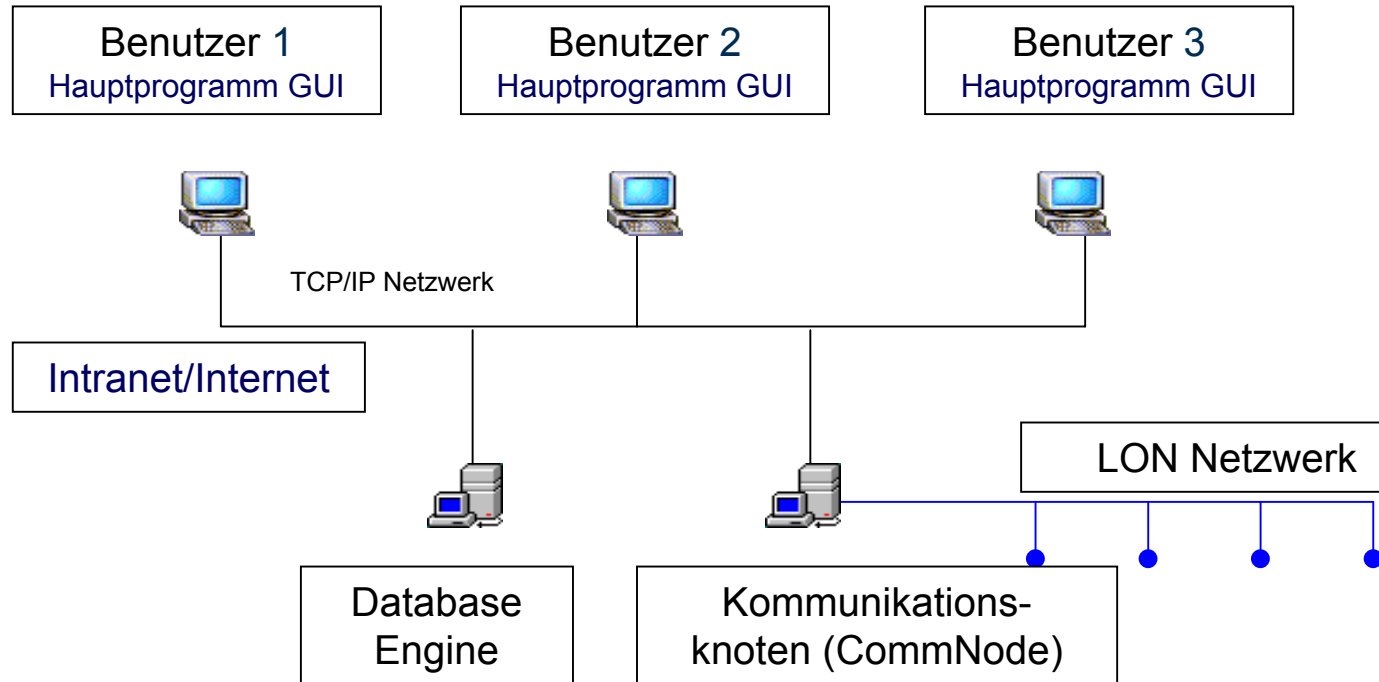 Benutzer 1
Hauptprogramm GUI
Benutzer 2
Hauptprogramm GUI
Benutzer 3
Hauptprogramm GUI
TCP/IP Netzwerk
Intranet/Internet
LON Netzwerk
Database
Engine
Kommunikations-
knoten (CommNode)